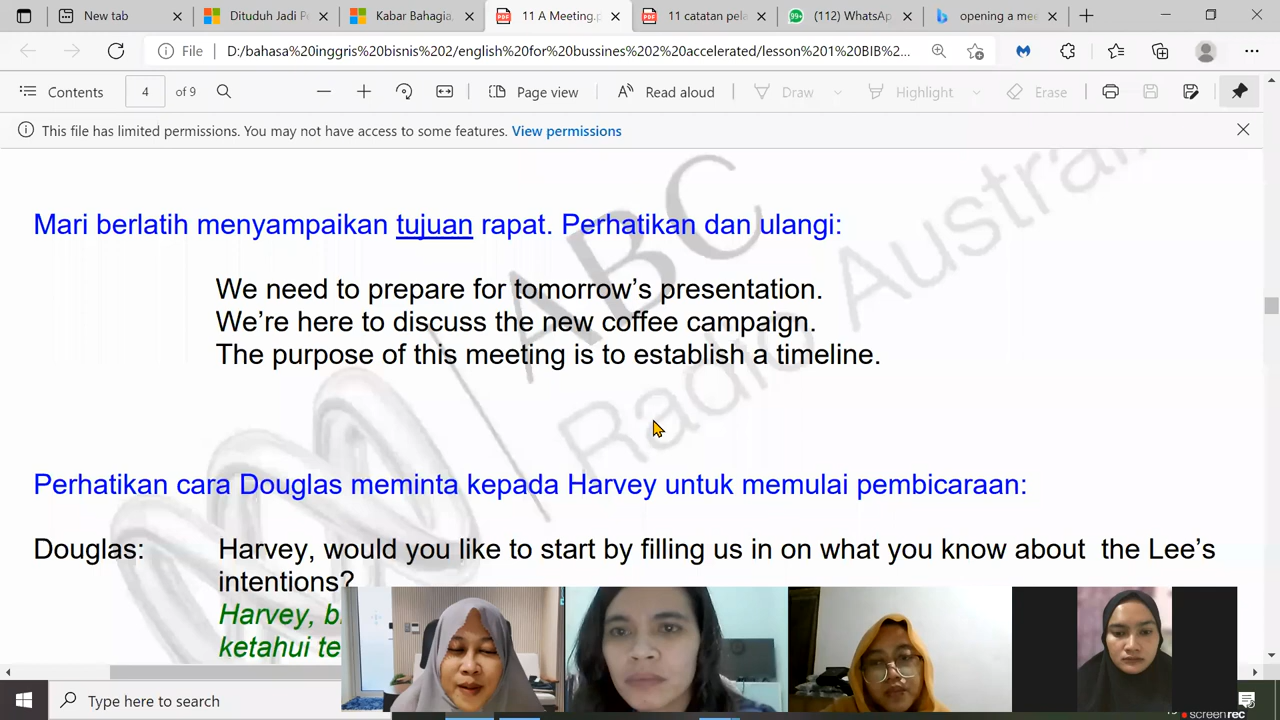 New tab
Dituduh Jadi P
Kabar Bahagia,
11 A Meeting.p
11 catatan pela
(112) WhatsAp
opening a mee
File
D:/bahasa%20inggris%20bisnis%202/english%20for%20bussines%202%20accelerated/lesson%201%20BIB%2...
Contents
4
of 9
Page view
Read aloud
Draw
Highlight
Erase
This file has limited permissions. You may not have access to some features. View permissions
ABC
Radio Australi
Mari berlatih menyampaikan tujuan rapat. Perhatikan dan ulangi:
We need to prepare for tomorrow's presentation.
We're here to discuss the new coffee campaign.
The purpose of this meeting is to establish a timeline.
Perhatikan cara Douglas meminta kepada Harvey untuk memulai pembicaraan:
Douglas: Harvey, would you like to start by filling us in on what you know about the Lee's
intentions?
Harvey, b
ketahui te
Type here to search
screenrec